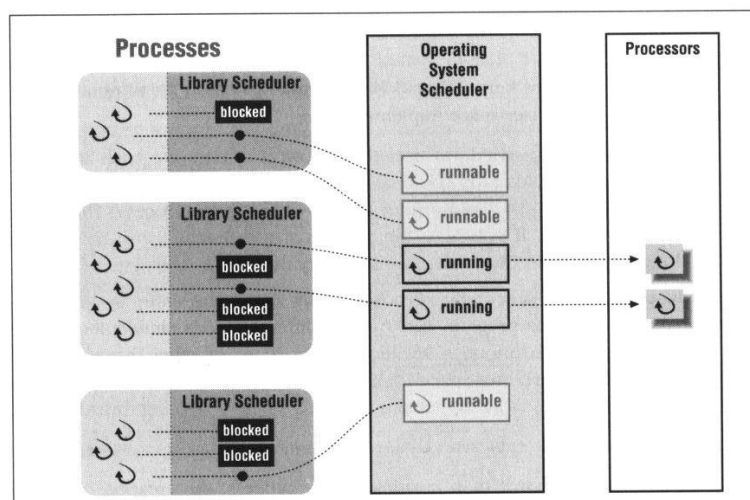 Processes
Library Scheduler
blocked
Library Scheduler
blocked
blocked
blocked
Library Scheduler
blocked
blocked
Operating
System
Scheduler
runnable
runnable
running
running
runnable
Processors